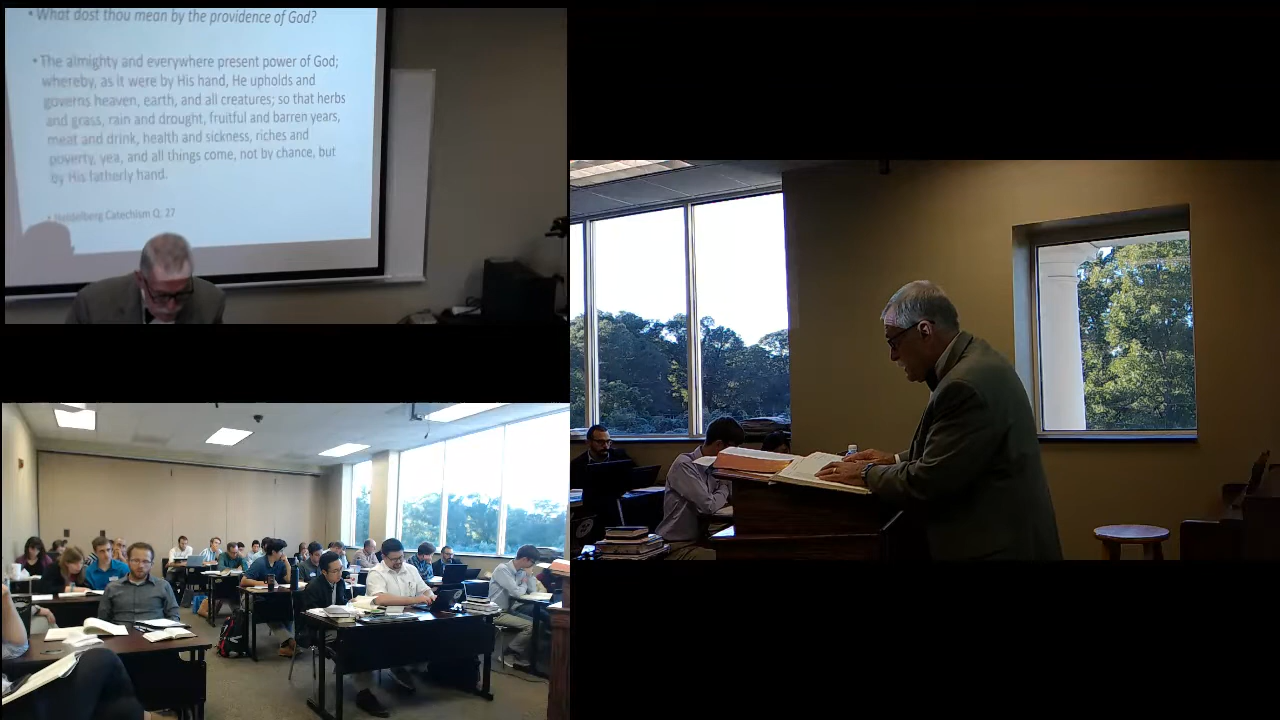 • What dost thou mean by the providence of God?
• The almighty and everywhere present power of God;
whereby, as it were by His hand, He upholds and
governs heaven, earth, and all creatures; so that herbs
and grass, rain and drought, fruitful and barren years,
meat and drink, health and sickness, riches and
poverty, yea, and all things come, not by chance, but
by His fatherly hand.
• Heidelberg Catechism Q. 27